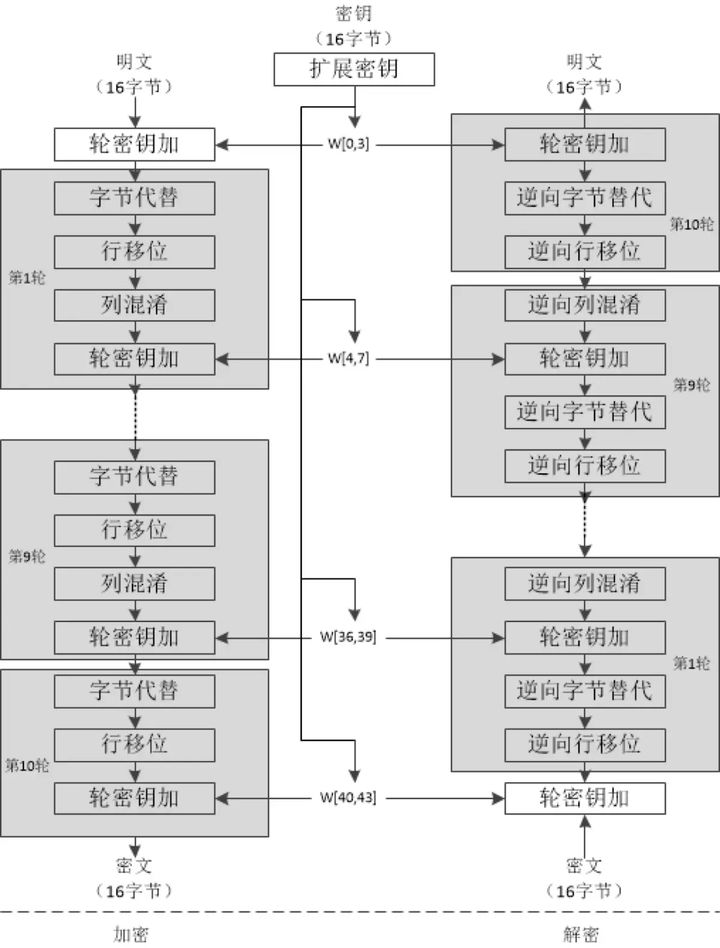 密钥
（16字节）
扩展密钥
明文
（16字节）
轮密钥加
第1轮
字节代替
行移位
列混淆
轮密钥加
第9轮
字节代替
行移位
列混淆
轮密钥加
第10轮
字节代替
行移位
轮密钥加
密文
（16字节）
加密
W[0,3]
W[4,7]
W[36,39]
W[40,43]
明文
（16字节）
轮密钥加
逆向字节替代
逆向行移位
第10轮
逆向列混淆
轮密钥加
逆向字节替代
逆向行移位
第9轮
逆向列混淆
轮密钥加
逆向字节替代
逆向行移位
第1轮
轮密钥加
密文
（16字节）
解密